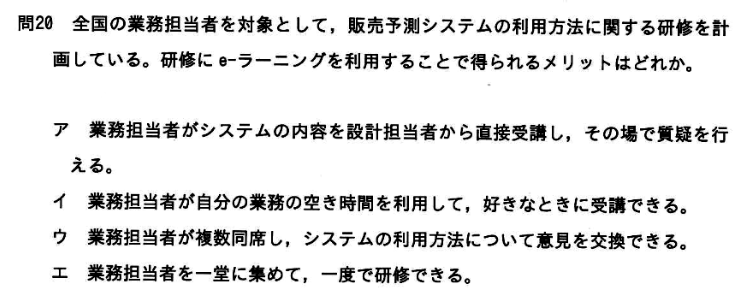 問20 全国の業務担当者を対象として，販売予測システムの利用方法に関する研修を計
画している。研修に e-ラーニングを利用することで得られるメリットはどれか。
ア 業務担当者がシステムの内容を設計担当者から直接受講し，その場で質疑を行
える。
イ 業務担当者が自分の業務の空き時間を利用して，好きなときに受講できる。
ウ 業務担当者が複数同席し，システムの利用方法について意見を交換できる。
エ 業務担当者を一堂に集めて，一度で研修できる。